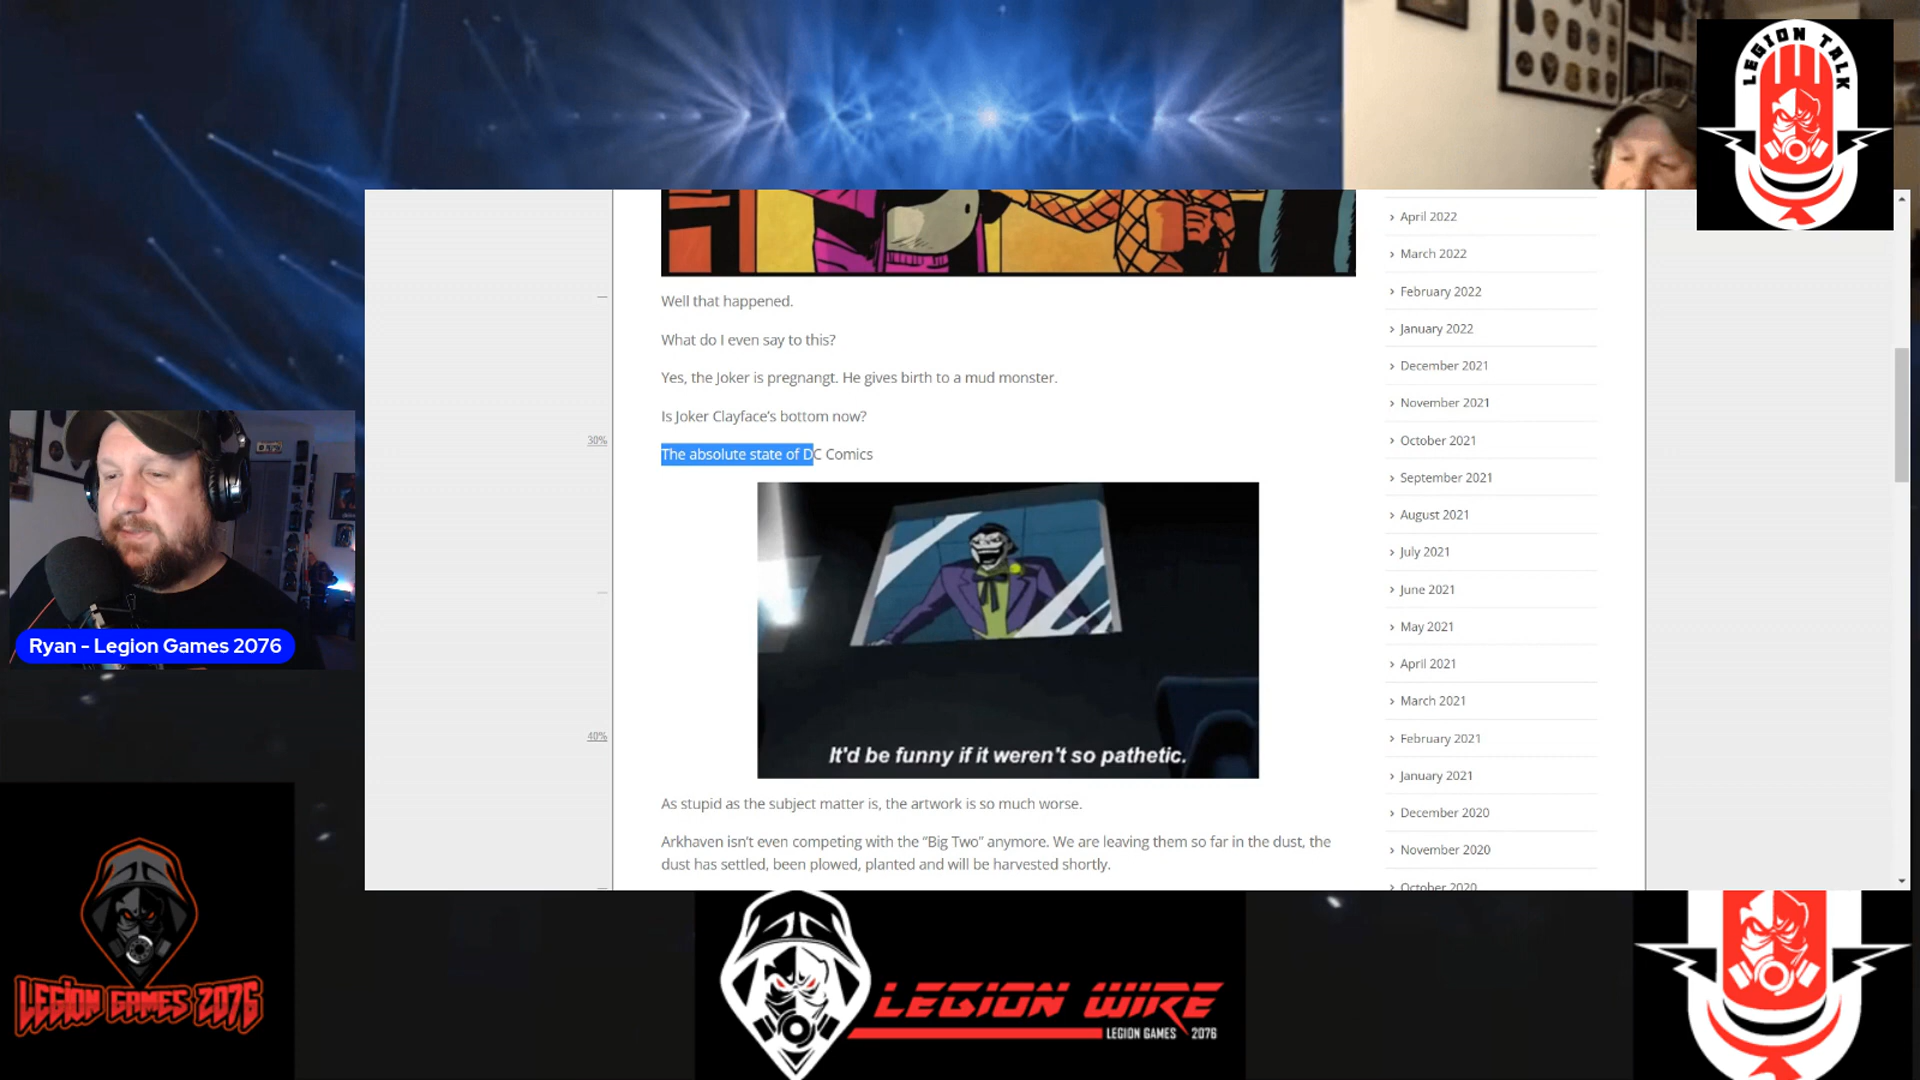 LEGION TALK
April 2022
March 2022
February 2022
January 2022
December 2021
November 2021
October 2021
September 2021
August 2021
July 2021
June 2021
May 2021
April 2021
March 2021
February 2021
January 2021
December 2020
November 2020
October 2020
Well that happened.
What do I even say to this?
Yes, the Joker is pregnangt. He gives birth to a mud monster.
Is Joker Clayface's bottom now?
30%
The absolute state of DC Comics
40%
It'd be funny if it weren't so pathetic.
As stupid as the subject matter is, the artwork is so much worse.
Arkhaven isn't even competing with the “Big Two” anymore. We are leaving them so far in the dust, the
dust has settled, been plowed, planted and will be harvested shortly.
Ryan - Legion Games 2076
LEGION GAMES 2076
LEGION WIRE
LEGION GAMES 2076